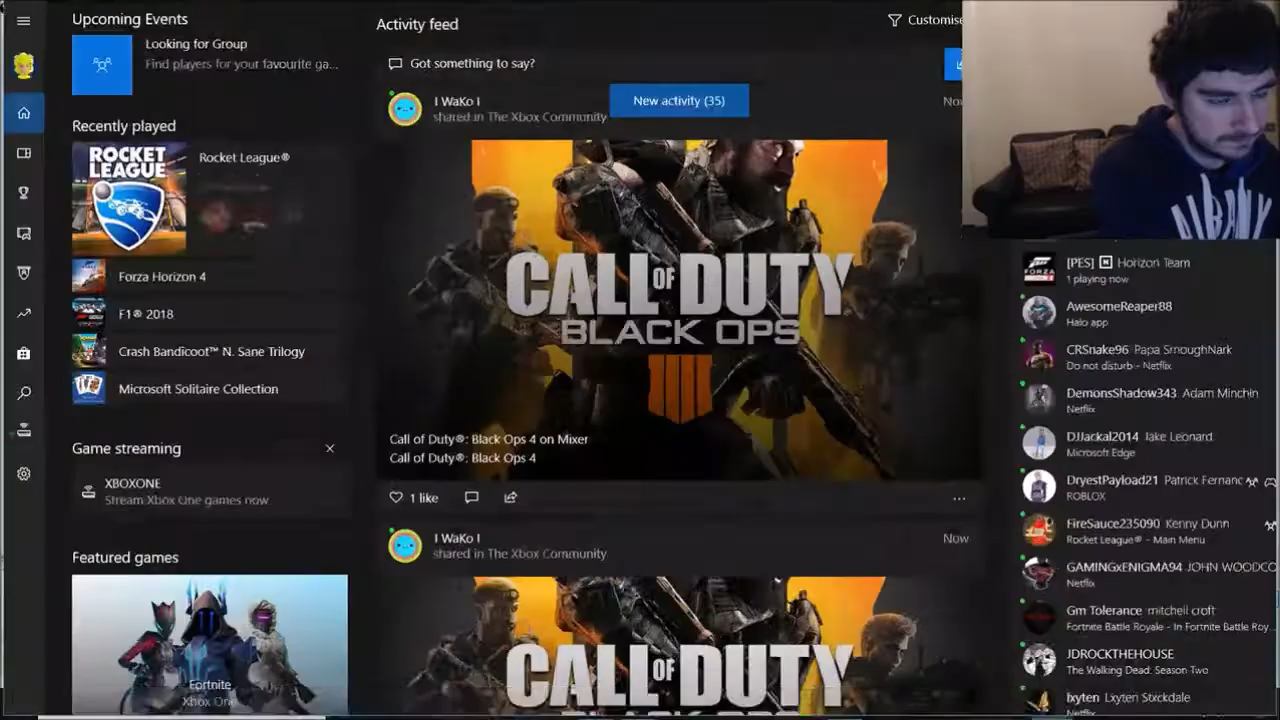 Upcoming Events
Looking for Group
Find players for your favourite ga...
Recently played
ROCKET
LEAGUE
Rocket League®
Forza Horizon 4
F1® 2018
Crash Bandicoot™ N. Sane Trilogy
Microsoft Solitaire Collection
Game streaming
XBOXONE
Stream Xbox One games now
Featured games
Fortnite
Xbox One
Activity feed
Customise
Got something to say?
New activity (35)
I WaKo I
Now
shared in The Xbox Community
CALL OF DUTY
BLACK OPS
Call of Duty®: Black Ops 4 on Mixer
Call of Duty®: Black Ops 4
1 like
I WaKo I
Now
shared in The Xbox Community
CALL OF DUTY
ALBANY
[PES] Horizon Team
1 playing now
AwesomeReaper88
Halo app
CRSnake96 Papa SmoughNark
Do not disturb - Netflix
DemonsShadow343 Adam Minchin
Netflix
DJJackal2014 Jake Leonard
Microsoft Edge
DryestPayload21 Patrick Fernanc
ROBLOX
FireSauce235090 Kenny Dunn
Rocket League® - Main Menu
GAMINGxENIGMA94 JOHN WOODCO
Netflix
Gm Tolerance mitchell croft
Fortnite Battle Royale - In Fortnite Battle Roy...
JDROCKTHEHOUSE
The Walking Dead: Season Two
lxyten Lxyten Stockdale
Netflix